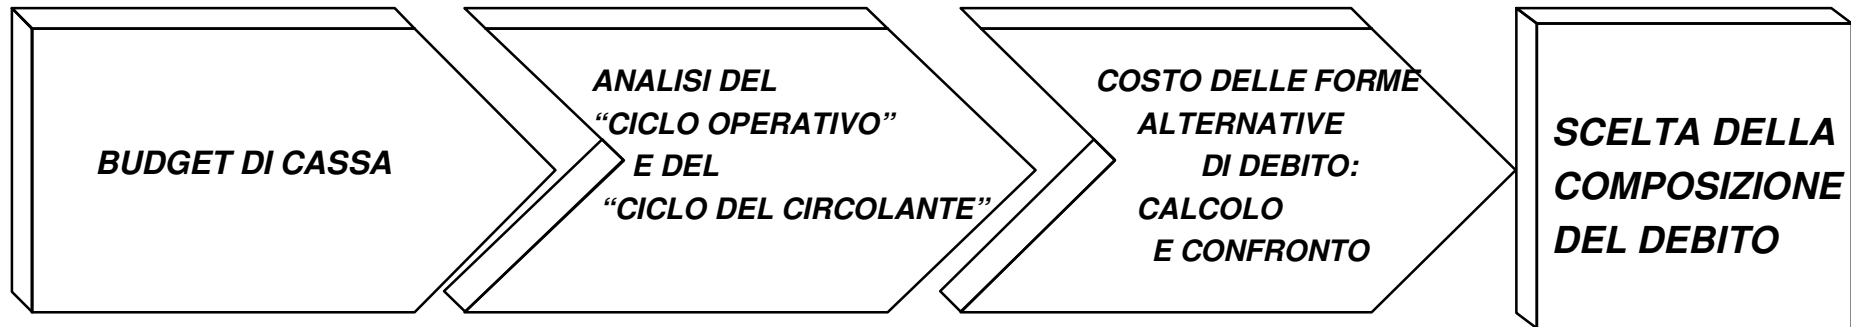 BUDGET DI CASSA
ANALISI DEL
“CICLO OPERATIVO”
E DEL
“CICLO DEL CIRCOLANTE”
COSTO DELLE FORME
ALTERNATIVE
DI DEBITO:
CALCOLO
E CONFRONTO
SCELTA DELLA
COMPOSIZIONE
DEL DEBITO